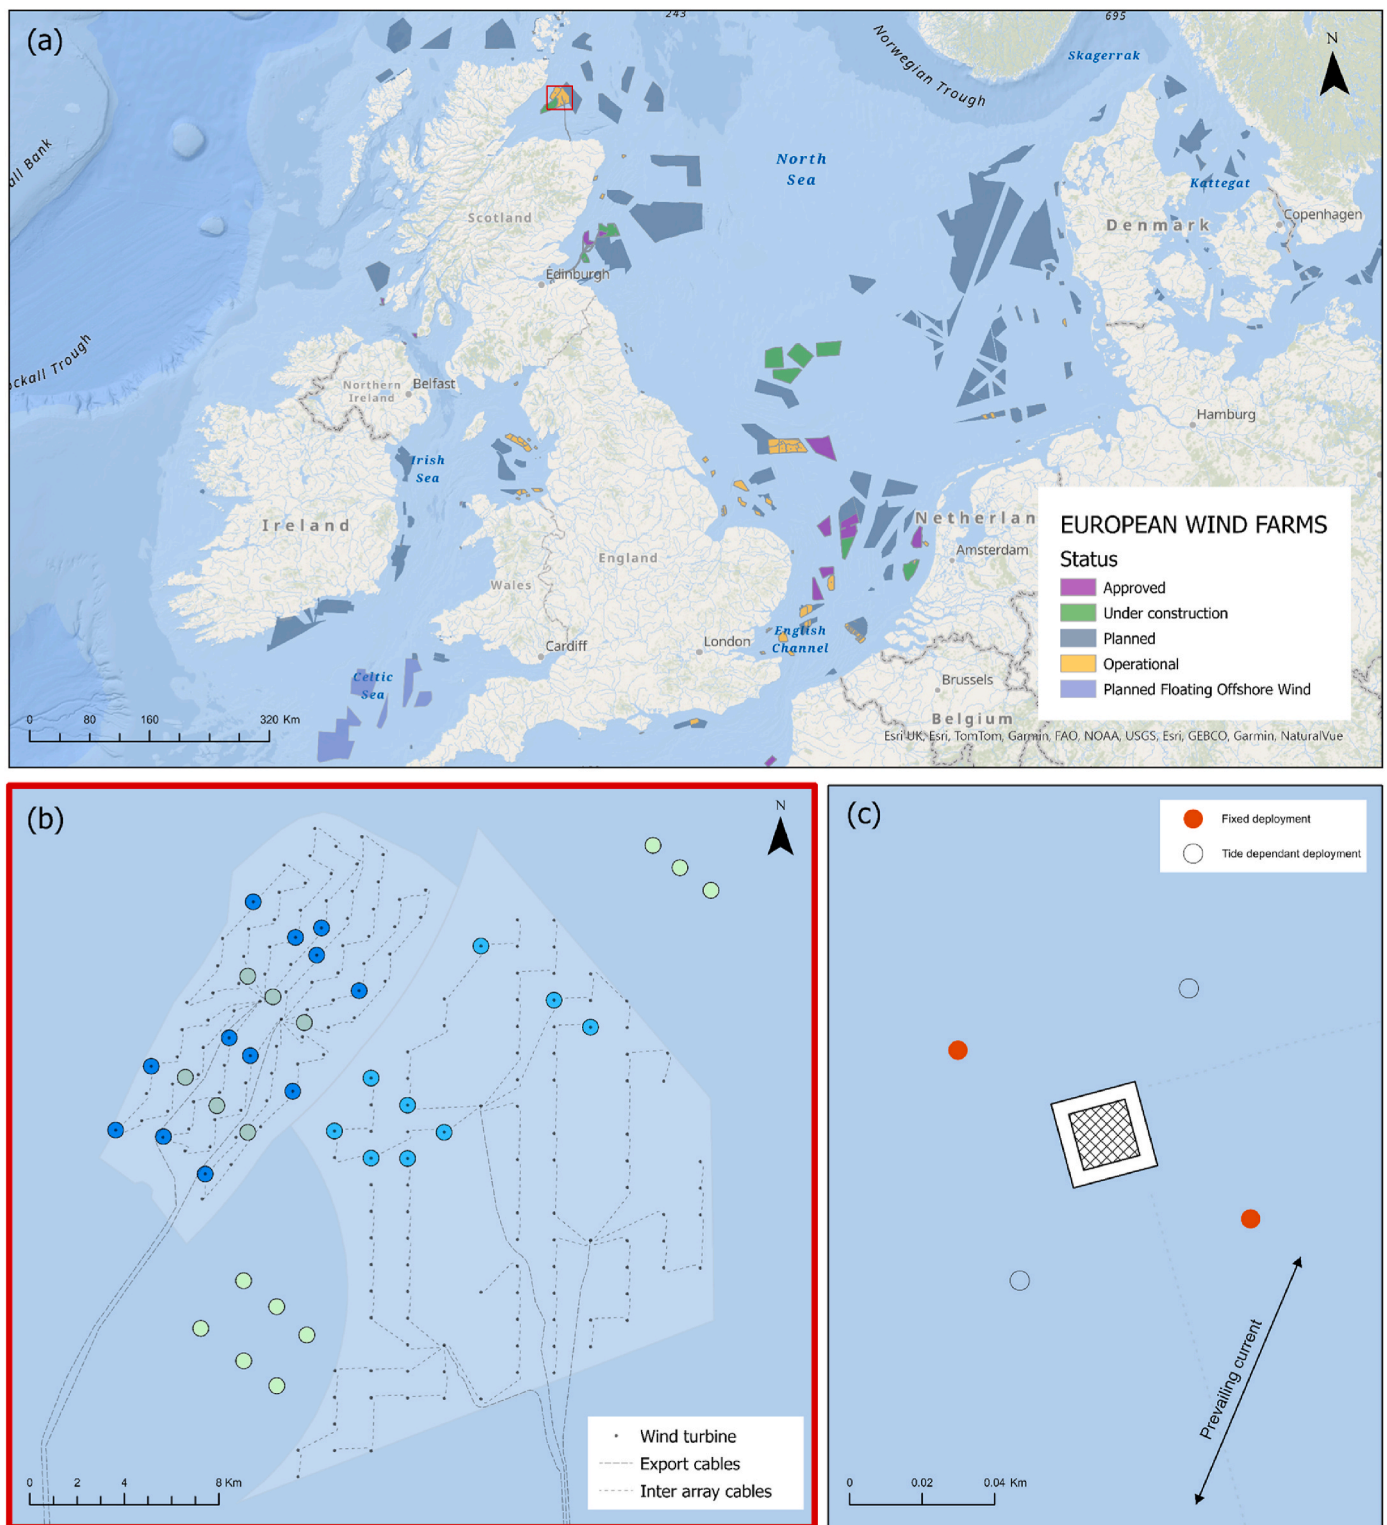 (a)
243
695
N
Skagerrak
Norwegian Trough
all Bank
North
Sea
Kattegat
Scotland
Denmark
Copenhagen
Edinburgh
ockall Trough
Northern
Ireland
Belfast
Hamburg
Irish
Sea
Ireland
England
Netherlan
Amsterdam
Wales
Cardiff
London
English
Channel
Celtic
Sea
Brussels
Belgium
EUROPEAN WIND FARMS
Status
Approved
Under construction
Planned
Operational
Planned Floating Offshore Wind
0 80 160 320 Km
Esri UK, Esri, TomTom, Garmin, FAO, NOAA, USGS, Esri, GEBCO, Garmin, NaturalVue
(b)
N
Wind turbine
Export cables
Inter array cables
0 2 4 8 Km
(c)
Fixed deployment
Tide dependant deployment
Prevailing current
0 0.02 0.04 Km